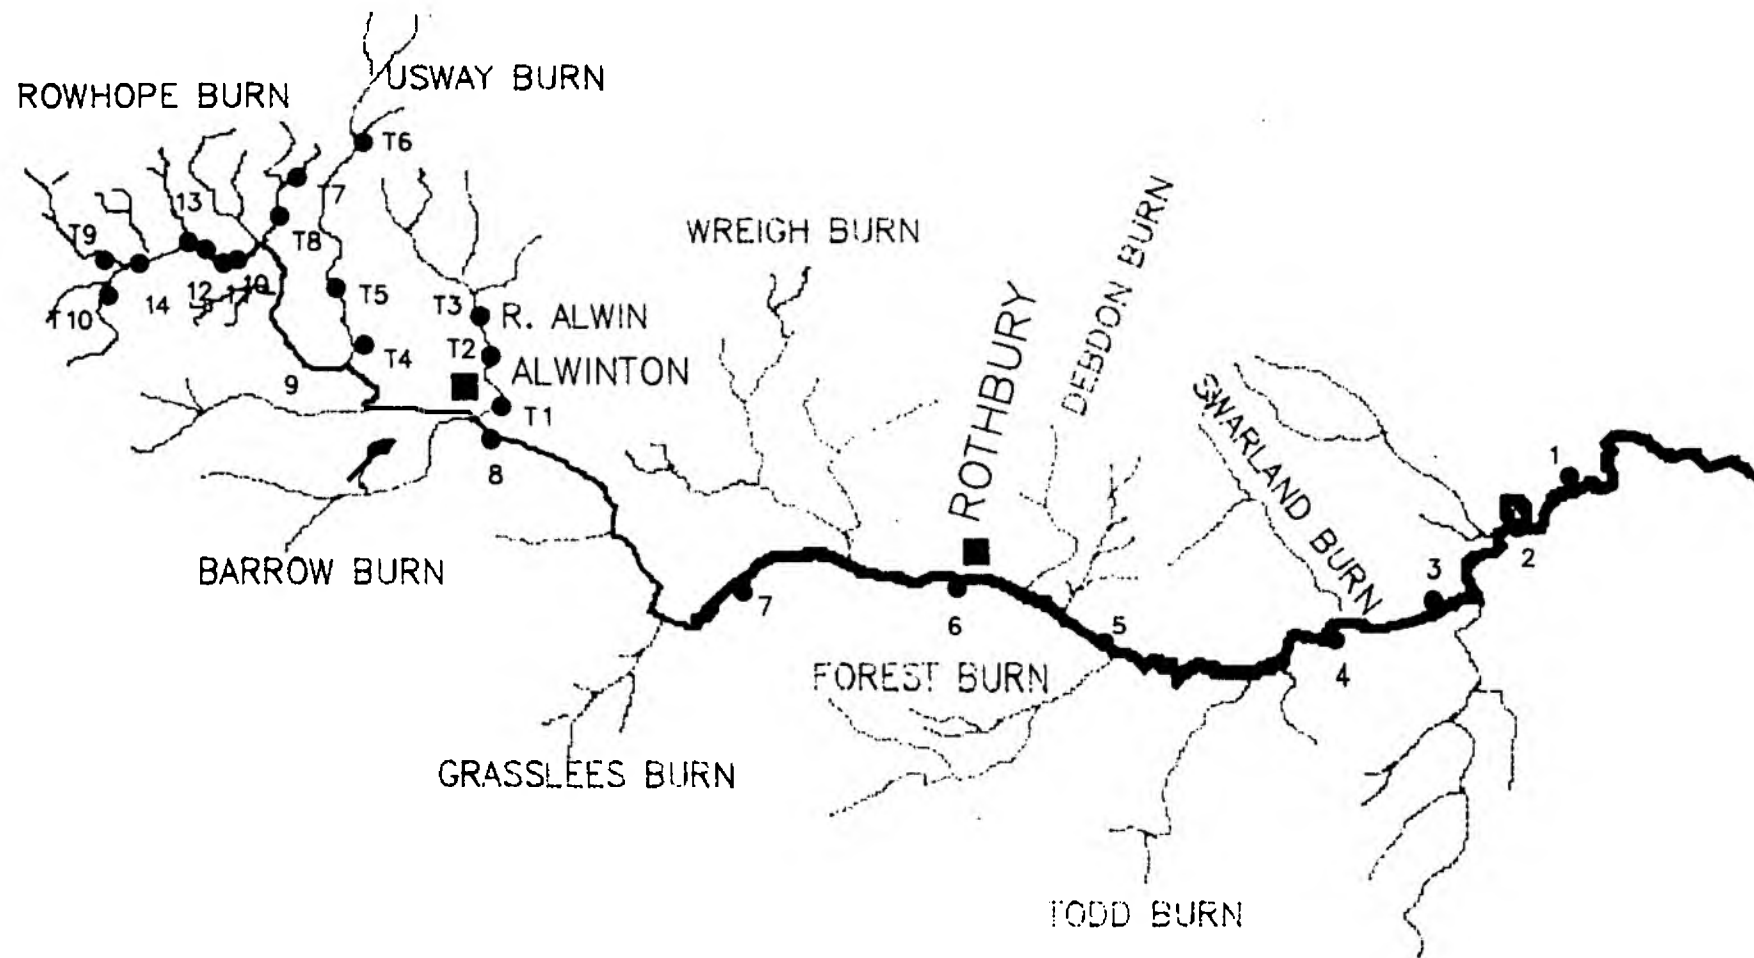 USWAY BURN
ROWHOPE BURN
T6
T7
13
T8
T9
WREIGH BURN
DEBDON BURN
14
12
11
10
T5
T3
R. ALWIN
T10
T4
T2
ALWINTON
ROTHBURY
9
T1
SWARLAND BURN
8
1
2
BARROW BURN
3
7
6
5
4
FOREST BURN
GRASSLEES BURN
TODD BURN